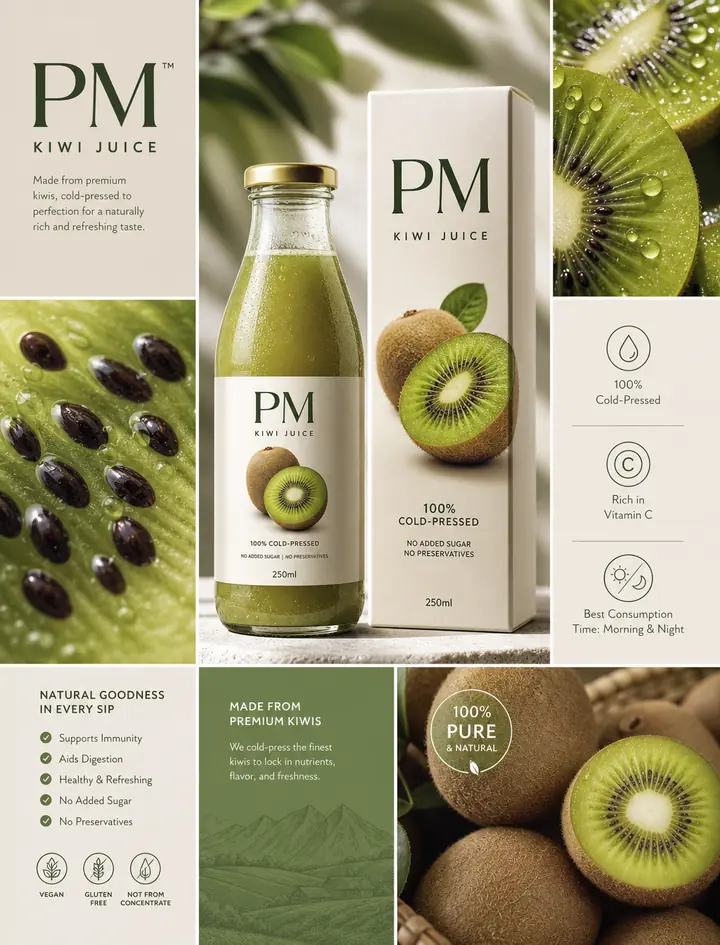 PM™
KIWI JUICE
Made from premium
kiwis, cold-pressed to
perfection for a naturally
rich and refreshing taste.
PM
KIWI JUICE
100%
COLD-PRESSED
NO ADDED SUGAR
NO PRESERVATIVES
250ml
PM
KIWI JUICE
100% COLD-PRESSED
NO ADDED SUGAR | NO PRESERVATIVES
250ml
100%
Cold-Pressed
C
Rich in
Vitamin C
Best Consumption
Time: Morning & Night
NATURAL GOODNESS
IN EVERY SIP
Supports Immunity
Aids Digestion
Healthy & Refreshing
No Added Sugar
No Preservatives
VEGAN
GLUTEN
FREE
NOT FROM
CONCENTRATE
MADE FROM
PREMIUM KIWIS
We cold-press the finest
kiwis to lock in nutrients,
flavor, and freshness.
100%
PURE
& NATURAL